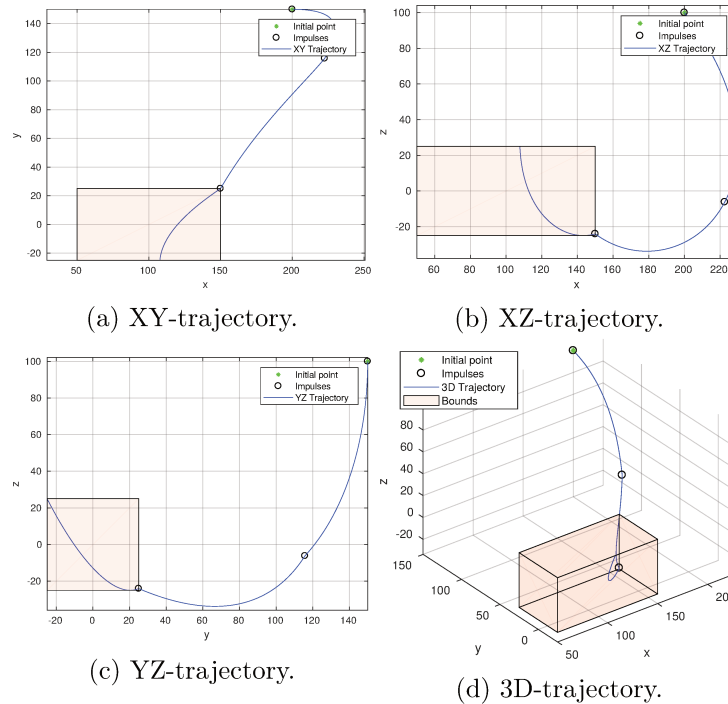 140
120
100
80
60
40
20
0
-20
y
50
100
150
200
250
x
Initial point
Impulses
XY Trajectory
(a) XY-trajectory.
100
80
60
40
20
0
-20
z
60
80
100
120
140
160
180
200
220
x
Initial point
Impulses
XZ Trajectory
(b) XZ-trajectory.
100
80
60
40
20
0
-20
z
-20
0
20
40
60
80
100
120
140
y
Initial point
Impulses
YZ Trajectory
(c) YZ-trajectory.
Initial point
Impulses
3D Trajectory
Bounds
80
60
40
20
0
-20
z
150
100
50
0
y
50
100
150
x
(d) 3D-trajectory.